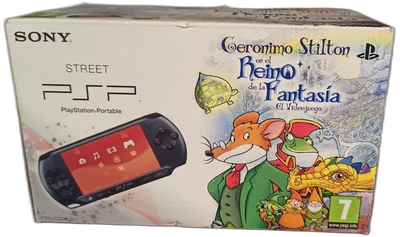 SONY
STREET
PSP
PlayStation®Portable
Geronimo Stilton
en el
Reino
de la Fantasía
El Videojuego
PSP
7
www.pegi.info